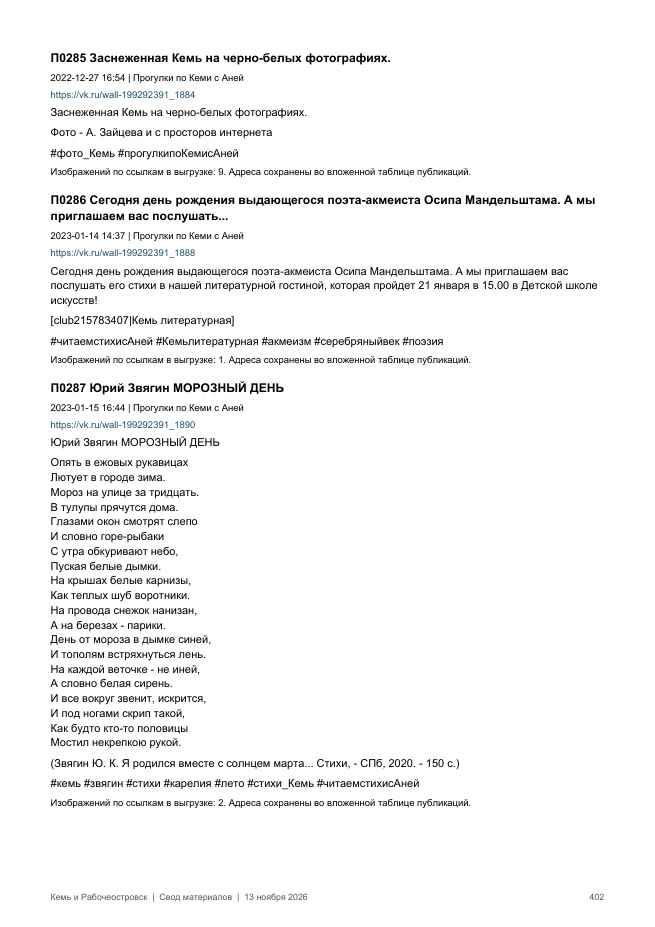 П0285 Заснеженная Кемь на черно-белых фотографиях.
2022-12-27 16:54 | Прогулки по Кеми с Аней
https://vk.ru/wall-199292391_1884
Заснеженная Кемь на черно-белых фотографиях.
Фото - А. Зайцева и с просторов интернета
#фото_Кемь #прогулкипоКемисАней
Изображений по ссылкам в выгрузке: 9. Адреса сохранены во вложенной таблице публикаций.
П0286 Сегодня день рождения выдающегося поэта-акмеиста Осипа Мандельштама. А мы
приглашаем вас послушать...
2023-01-14 14:37 | Прогулки по Кеми с Аней
https://vk.ru/wall-199292391_1888
Сегодня день рождения выдающегося поэта-акмеиста Осипа Мандельштама. А мы приглашаем вас
послушать его стихи в нашей литературной гостиной, которая пройдет 21 января в 15.00 в Детской школе
искусств!
[club215783407|Кемь литературная]
#читаемстихисАней #Кемьлитературная #акмеизм #серебряныйвек #поэзия
Изображений по ссылкам в выгрузке: 1. Адреса сохранены во вложенной таблице публикаций.
П0287 Юрий Звягин МОРОЗНЫЙ ДЕНЬ
2023-01-15 16:44 | Прогулки по Кеми с Аней
https://vk.ru/wall-199292391_1890
Юрий Звягин МОРОЗНЫЙ ДЕНЬ
Опять в ежовых рукавицах
Лютует в городе зима.
Мороз на улице за тридцать.
В тулупы прячутся дома.
Глазами окон смотрят слепо
И словно горе-рыбаки
С утра обкуривают небо,
Пуская белые дымки.
На крышах белые карнизы,
Как теплых шуб воротники.
На провода снежок нанизан,
А на березах - парики.
День от мороза в дымке синей,
И тополям встряхнуться лень.
На каждой веточке - не иней,
А словно белая сирень.
И все вокруг звенит, искрится,
И под ногами скрип такой,
Как будто кто-то половицы
Мостил некрепкою рукой.
(Звягин Ю. К. Я родился вместе с солнцем марта... Стихи, - СПб, 2020. - 150 с.)
#кемь #звягин #стихи #карелия #лето #стихи_Кемь #читаемстихисАней
Изображений по ссылкам в выгрузке: 2. Адреса сохранены во вложенной таблице публикаций.
Кемь и Рабочеостровск | Свод материалов | 13 ноября 2026
402